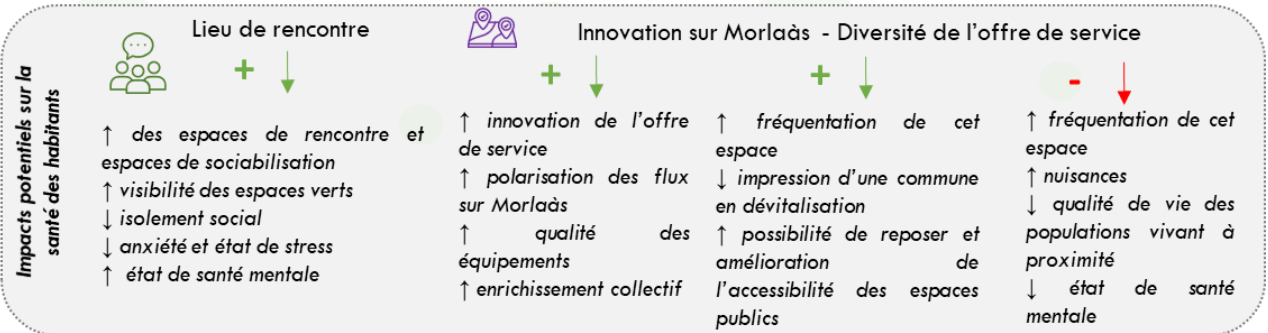 Impacts potentiels sur la
santé des habitants
Lieu de rencontre
+
↑ des espaces de rencontre et
espaces de sociabilisation
↑ visibilité des espaces verts
↓ isolement social
↓ anxiété et état de stress
↑ état de santé mentale
Innovation sur Morlaàs - Diversité de l'offre de service
+
↑ innovation de l'offre
de service
↑ polarisation des flux
sur Morlaàs
↑ qualité des
équipements
↑ enrichissement collectif
+
↑ fréquentation de cet
espace
↓ impression d'une commune
en dévitalisation
↑ possibilité de reposer et
amélioration de
l'accessibilité des espaces
publics
-
↑ fréquentation de cet
espace
↑ nuisances
↓ qualité de vie des
populations vivant à
proximité
↓ état de santé
mentale